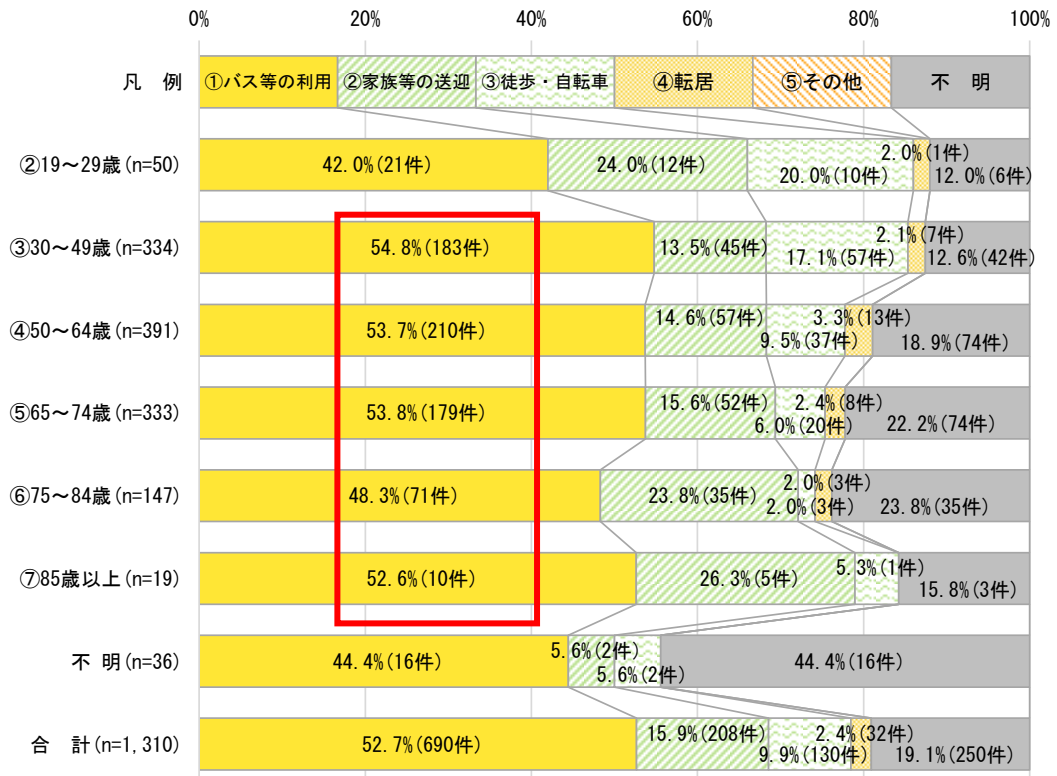 0% 20% 40% 60% 80% 100%
凡 例 ①バス等の利用 ②家族等の送迎 ③徒歩・自転車 ④転居 ⑤その他 不 明
②19～29歳(n=50) 42.0%(21件) 24.0%(12件) 20.0%(10件) 2.0%(1件) 12.0%(6件)
③30～49歳(n=334) 54.8%(183件) 13.5%(45件) 17.1%(57件) 2.1%(7件) 12.6%(42件)
④50～64歳(n=391) 53.7%(210件) 14.6%(57件) 9.5%(37件) 3.3%(13件) 18.9%(74件)
⑤65～74歳(n=333) 53.8%(179件) 15.6%(52件) 6.0%(20件) 2.4%(8件) 22.2%(74件)
⑥75～84歳(n=147) 48.3%(71件) 23.8%(35件) 2.0%(3件) 2.0%(3件) 23.8%(35件)
⑦85歳以上(n=19) 52.6%(10件) 26.3%(5件) 5.3%(1件) 15.8%(3件)
不 明(n=36) 44.4%(16件) 5.6%(2件) 5.6%(2件) 44.4%(16件)
合 計(n=1,310) 52.7%(690件) 15.9%(208件) 9.9%(130件) 2.4%(32件) 19.1%(250件)